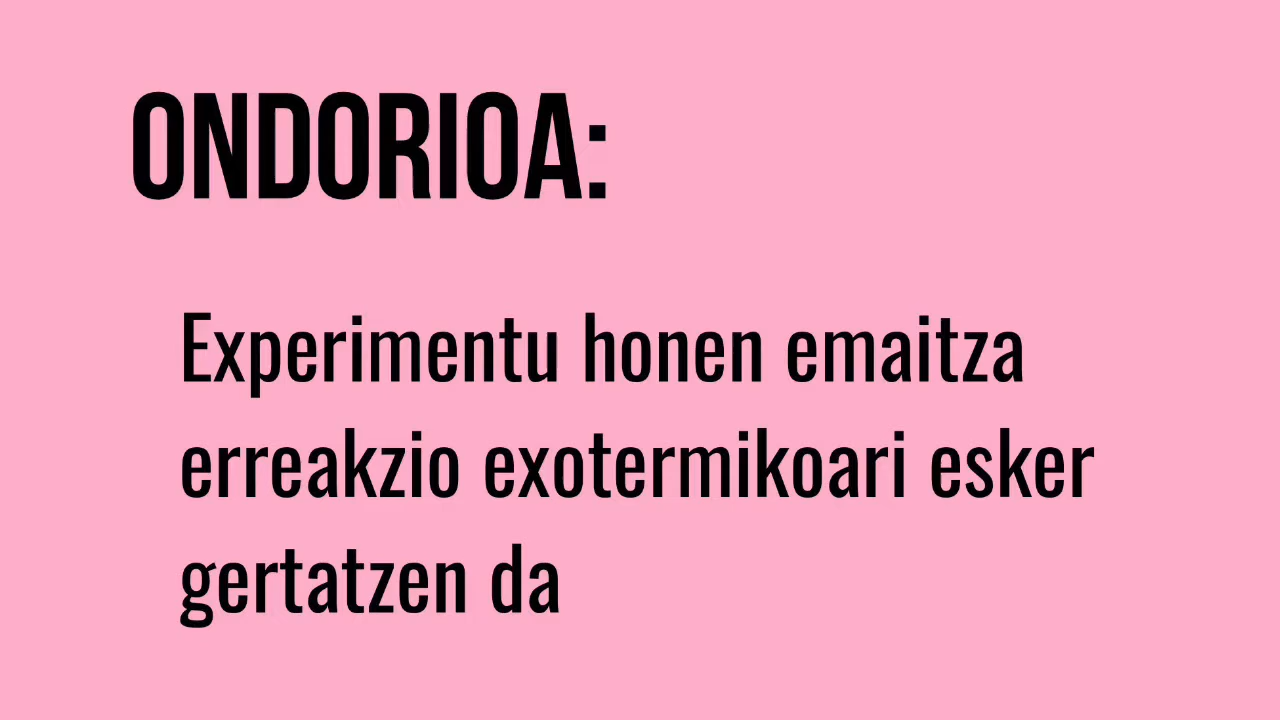 ONDORIOA:
Experimentu honen emaitza
erreakzio exotermikoari esker
gertatzen da